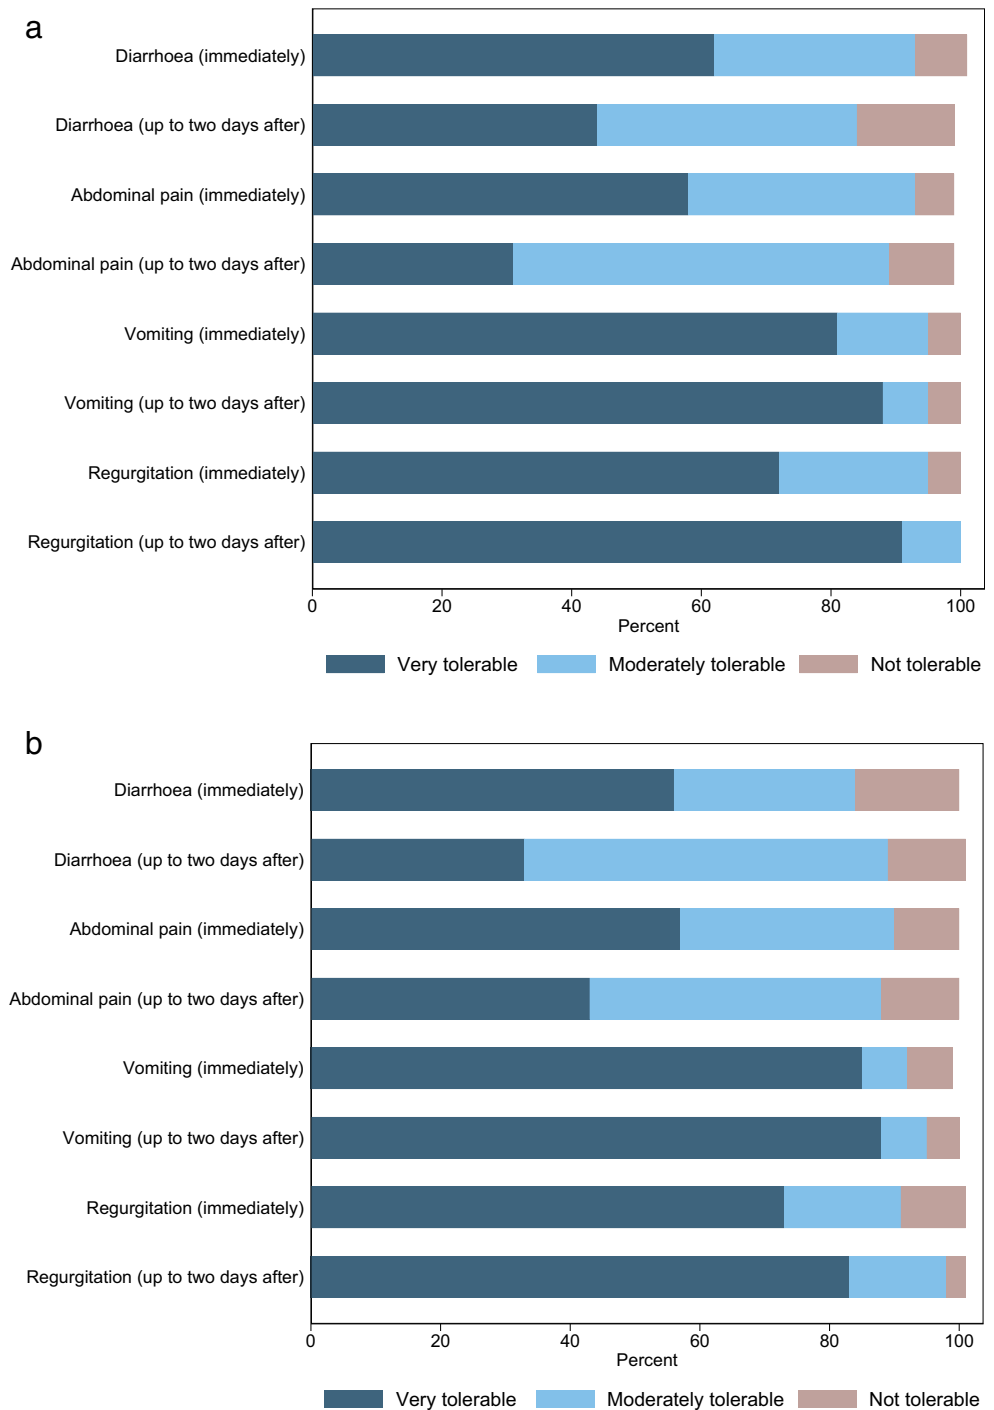 a
Diarrhoea (immediately)
Diarrhoea (up to two days after)
Abdominal pain (immediately)
Abdominal pain (up to two days after)
Vomiting (immediately)
Vomiting (up to two days after)
Regurgitation (immediately)
Regurgitation (up to two days after)
0 20 40 60 80 100
Percent
Very tolerable Moderately tolerable Not tolerable
b
Diarrhoea (immediately)
Diarrhoea (up to two days after)
Abdominal pain (immediately)
Abdominal pain (up to two days after)
Vomiting (immediately)
Vomiting (up to two days after)
Regurgitation (immediately)
Regurgitation (up to two days after)
0 20 40 60 80 100
Percent
Very tolerable Moderately tolerable Not tolerable